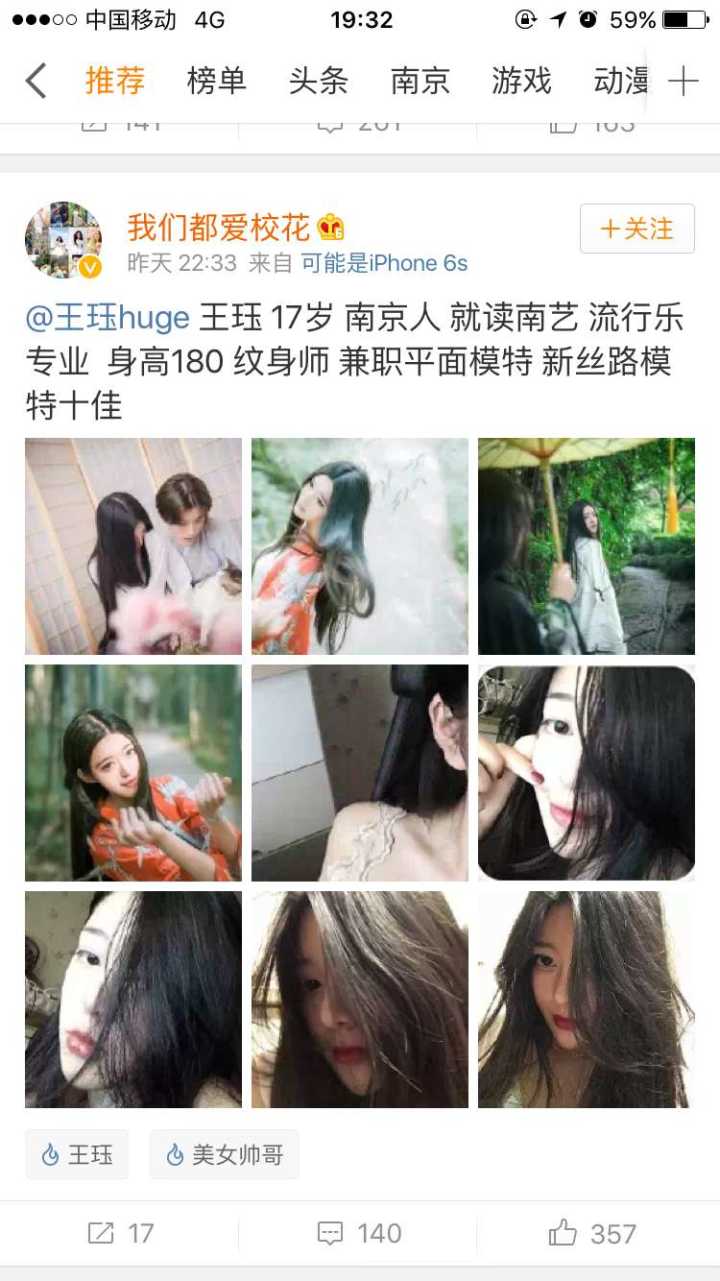 中国移动 4G 19:32 59%
推荐 榜单 头条 南京 游戏 动漫
我们都爱校花
+关注
昨天 22:33 来自 可能是iPhone 6s
@王珏huge 王珏 17岁 南京人 就读南艺 流行乐
专业 身高180 纹身师 兼职平面模特 新丝路模
特十佳
王珏 美女帅哥
17 140 357